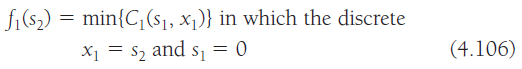 f₁(s₂) = min{C₁(s₁, x₁)} in which the discrete
x₁ = s₂ and s₁ = 0 (4.106)